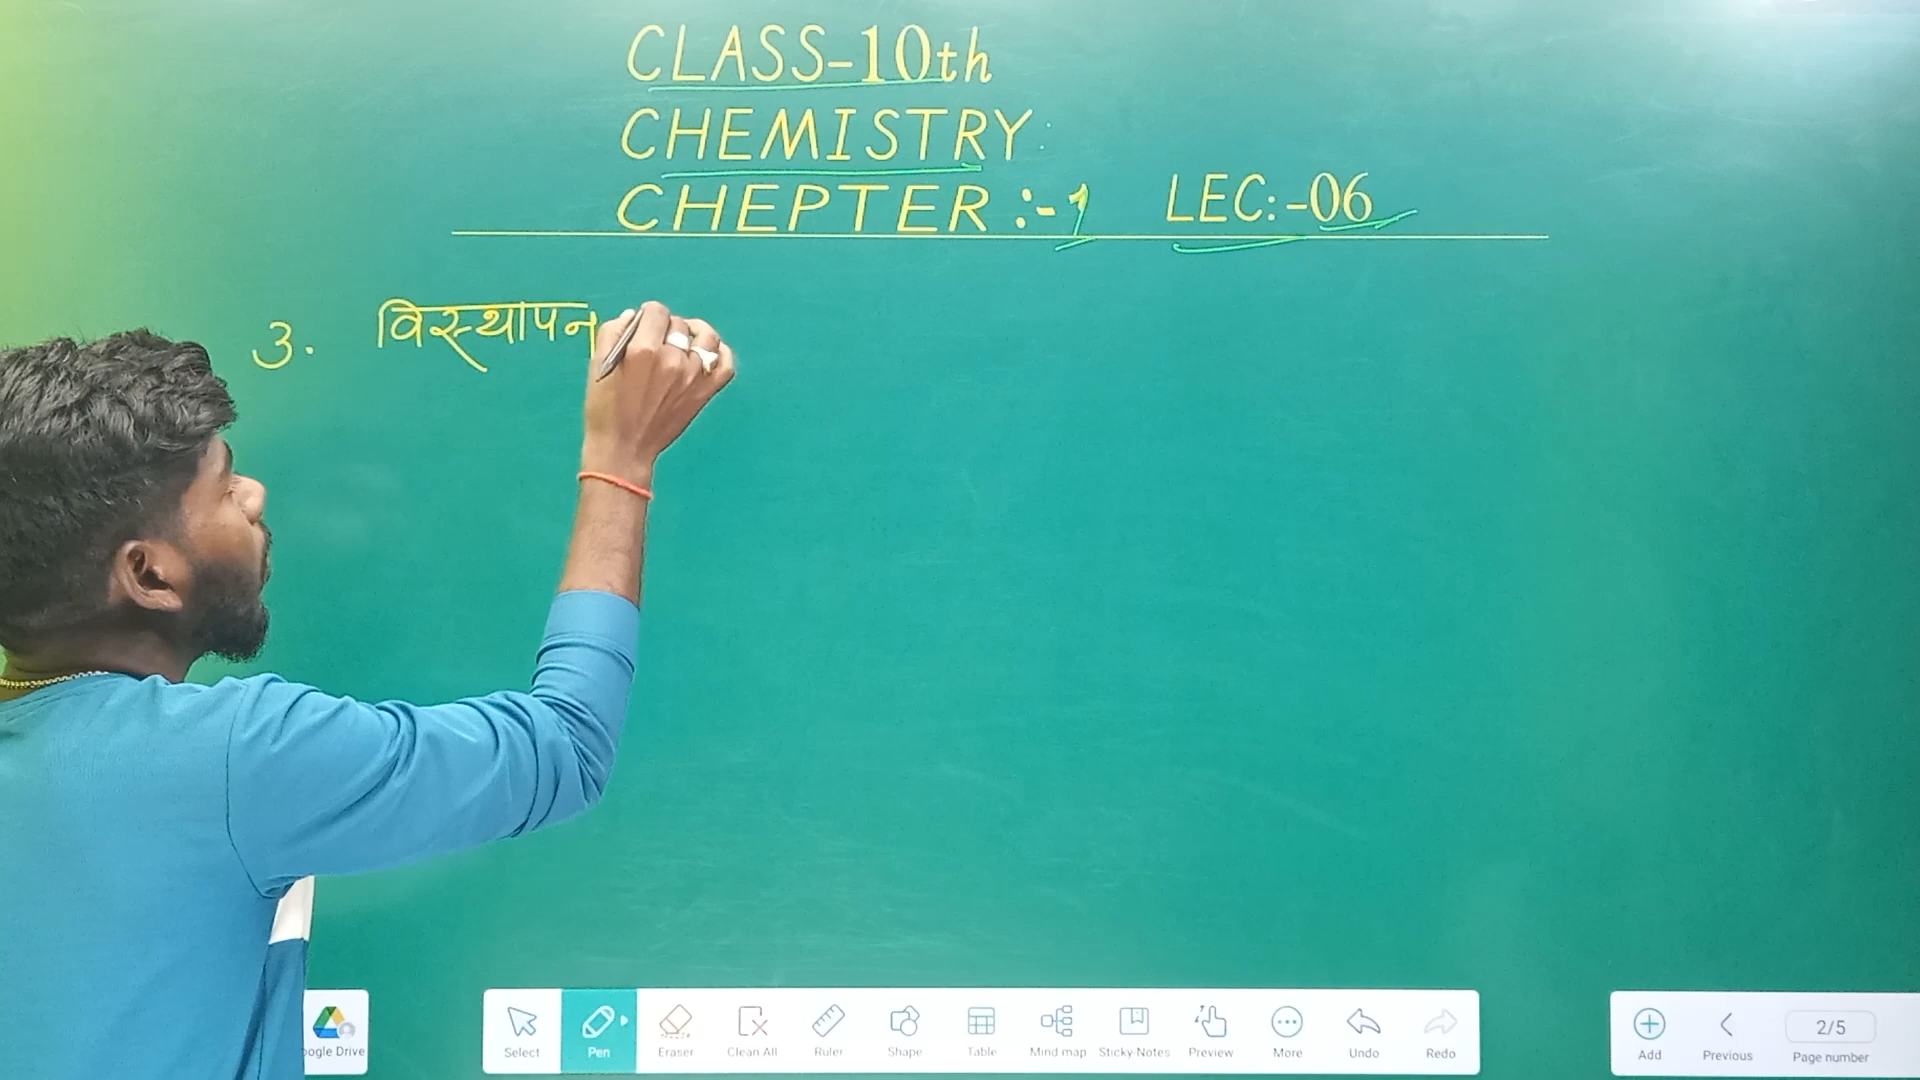 CLASS-10th
CHEMISTRY
CHEPTER :- 1 LEC:-06
3. विस्थापन
Drive
Select Pen Eraser Clean All Ruler Shape Table Mind map Sticky Notes Preview More Undo Redo
Add Previous 2/5 Page number